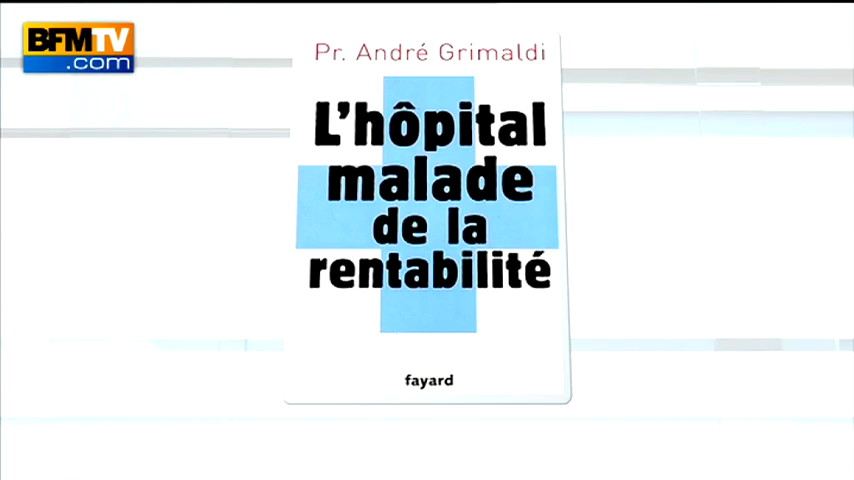 BFMTV
.com
Pr. André Grimaldi
L'hôpital
malade
de la
rentabilité
fayard